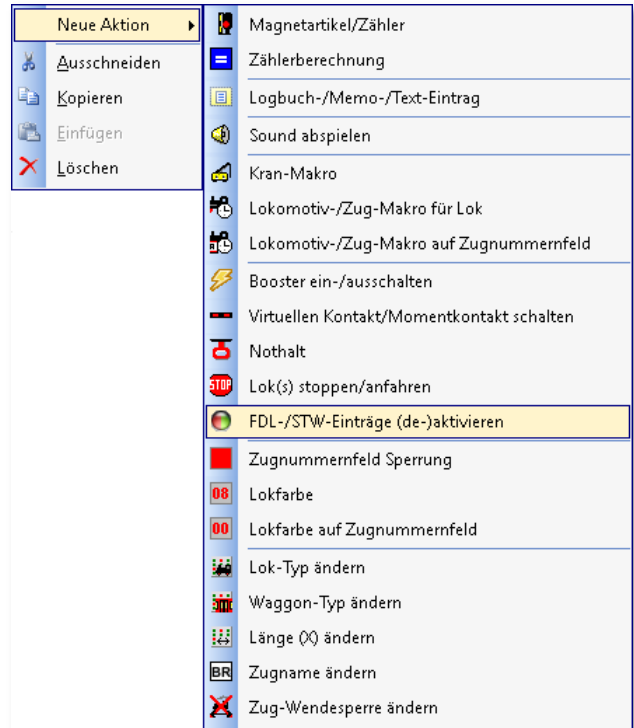 Neue Aktion
Ausschneiden
Kopieren
Einfügen
Löschen
Magnetartikel/Zähler
Zählerberechnung
Logbuch-/Memo-/Text-Eintrag
Sound abspielen
Kran-Makro
Lokomotiv-/Zug-Makro für Lok
Lokomotiv-/Zug-Makro auf Zugnummernfeld
Booster ein-/ausschalten
Virtuellen Kontakt/Momentkontakt schalten
Nothalt
STOP Lok(s) stoppen/anfahren
FDL-/STW-Einträge (de-)aktivieren
Zugnummernfeld Sperrung
08 Lokfarbe
00 Lokfarbe auf Zugnummernfeld
Lok-Typ ändern
Waggon-Typ ändern
Länge (X) ändern
BR Zugname ändern
Zug-Wendesperre ändern